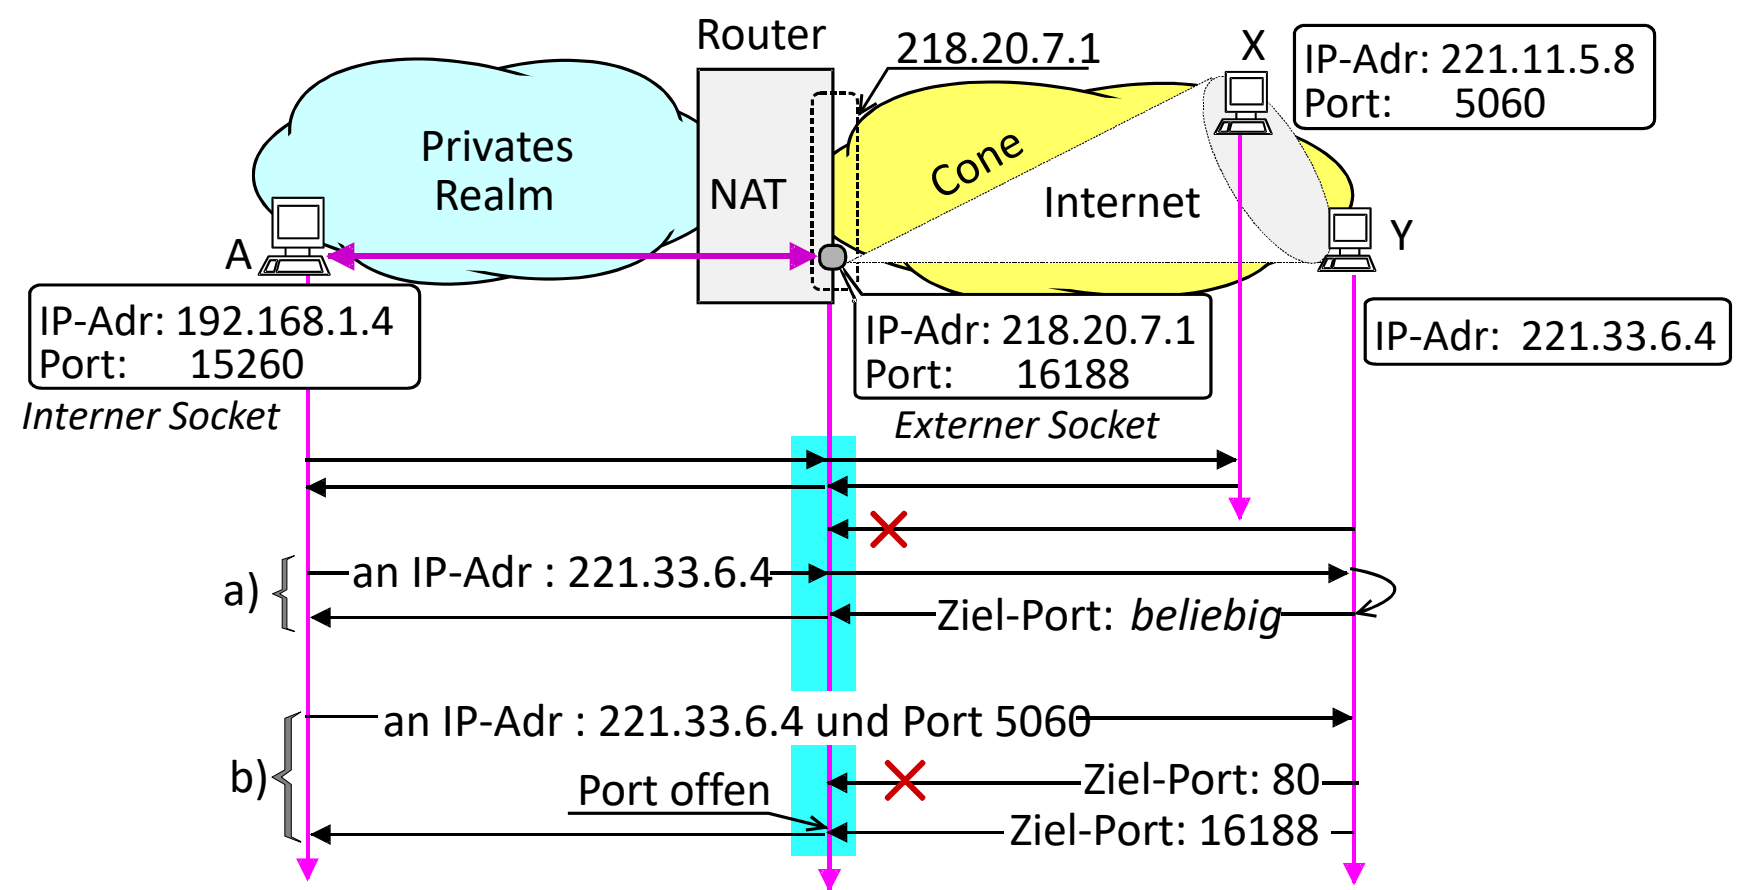 Router
218.20.7.1
X
IP-Adr: 221.11.5.8
Port: 5060
Privates
Realm
NAT
Cone
Internet
A
Y
IP-Adr: 192.168.1.4
Port: 15260
Interner Socket
IP-Adr: 218.20.7.1
Port: 16188
Externer Socket
IP-Adr: 221.33.6.4
a)
an IP-Adr : 221.33.6.4
Ziel-Port: beliebig
b)
an IP-Adr : 221.33.6.4 und Port 5060
Ziel-Port: 80
Port offen
Ziel-Port: 16188